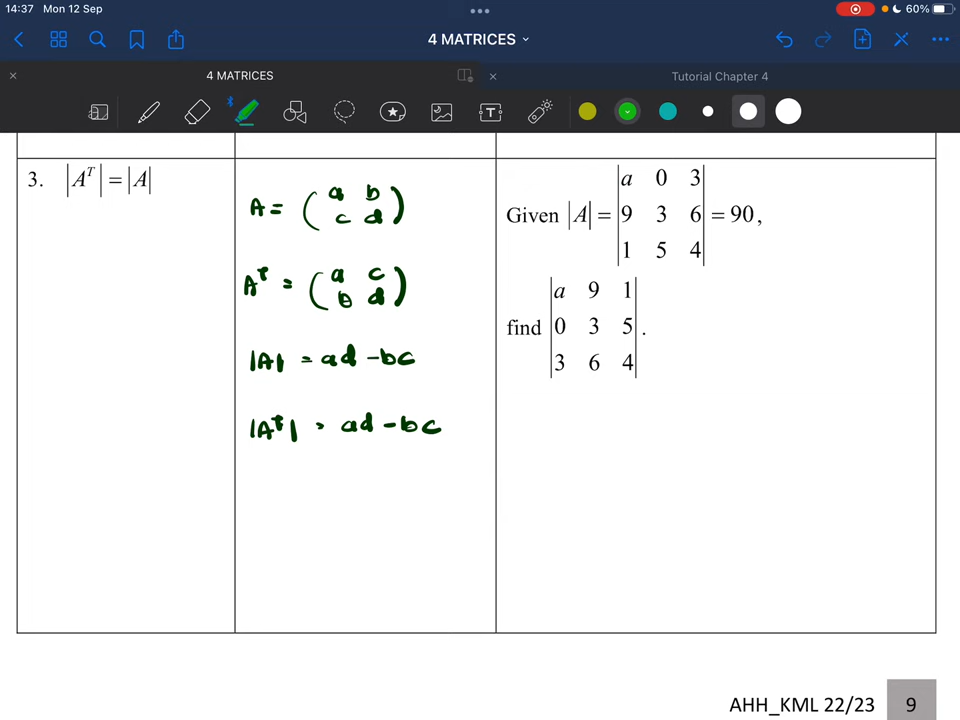 14:37 Mon 12 Sep
60%
4 MATRICES
4 MATRICES
Tutorial Chapter 4
3. |A^T| = |A|
A = ( a b
c d )
A^T = ( a c
b d )
|A| = ad - bc
|A^T| = ad - bc
a 0 3
Given |A| = 9 3 6 = 90,
1 5 4
a 9 1
find 0 3 5 .
3 6 4
AHH_KML 22/23 9